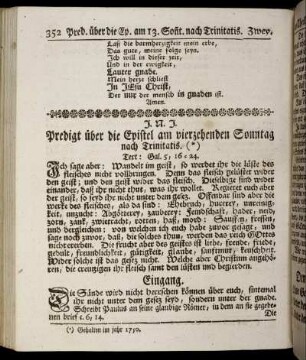 352 Pred. über die Ep. am 13. Soñt. nach Trinitatis. Zwey.
Laß die barmherzigkeit mein erbe,
Das gute, meine folge seyn.
Ich will in dieser zeit,
Und in der ewigkeit,
Lauter gnade.
Mein herze schließt
In JEsu Christ,
Der mit der mensch in gnaden ist.
Amen.
J. N. J.
Predigt über die Epistel am vierzehenden Sonntag
nach Trinitatis. (*)
Text: Gal. 5, 16-24.
Ich sage aber: Wandelt im geist, so werdet ihr die lüste des
fleisches nicht vollbringen. Denn das fleisch gelüstet wider
den geist; und den geist wider das fleisch. Dieselbige sind wider
einander, daß ihr nicht thut, was ihr wollet. Regieret euch aber
der geist, so seyd ihr nicht unter dem gesetz. Offenbar sind aber die
werke des fleisches, als da sind: Ehebruch, hurerey, unreinig-
keit, unzucht: Abgötterey, zauberey: Feindschaft, hader, neid,
zorn, zank, zwietracht, rotten, haß, mord: Sauffen, fressen,
und dergleichen: von welchen ich euch habe zuvor gesagt, und
sage noch zuvor, daß, die solches thun, werden das reich GOttes
nicht ererben. Die frucht aber des geistes ist liebe, freude, friede,
gedult, freundlichkeit, gütigkeit, glaube, sanftmuth, keuschheit.
Wider solche ist das gesetz nicht. Welche aber Christum angehö-
ren, die creutzigen ihr fleisch samt den lüsten und begierden.
Eingang.
Die Sünde wird nicht herrschen können über euch, sintemal
ihr nicht unter dem gesetz seyd, sondern unter der gnade.
Schreibt Paulus an seine glaubige Römer, in dem an sie gegebe-
nen brief c. 6, 14.
Die
(*) Gehalten im jahr 1750.